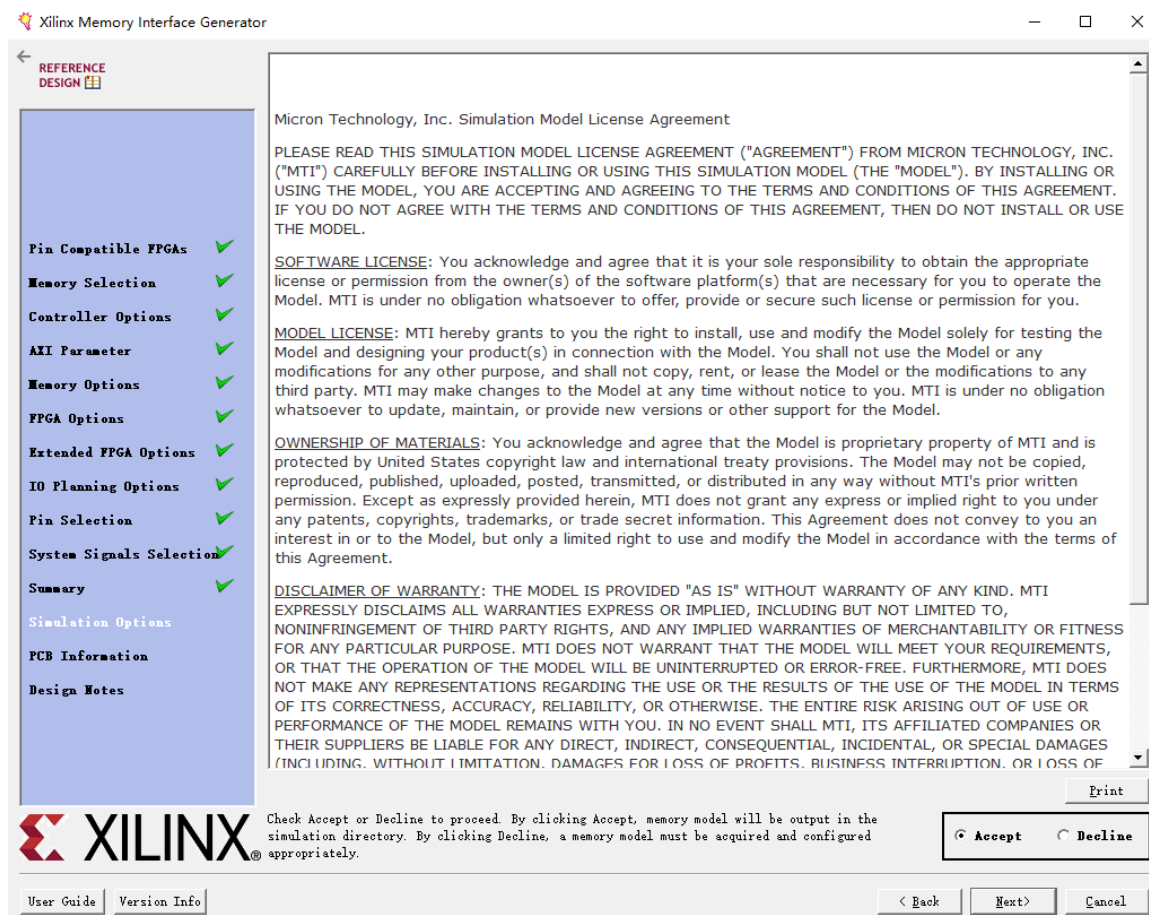 Xilinx Memory Interface Generator
REFERENCE
DESIGN
Pin Compatible FPGAs
Memory Selection
Controller Options
AXI Parameter
Memory Options
FPGA Options
Extended FPGA Options
IO Planning Options
Pin Selection
System Signals Selection
Summary
Simulation Options
PCB Information
Design Notes
Micron Technology, Inc. Simulation Model License Agreement
PLEASE READ THIS SIMULATION MODEL LICENSE AGREEMENT ("AGREEMENT") FROM MICRON TECHNOLOGY, INC.
("MTI") CAREFULLY BEFORE INSTALLING OR USING THIS SIMULATION MODEL (THE "MODEL"). BY INSTALLING OR
USING THE MODEL, YOU ARE ACCEPTING AND AGREEING TO THE TERMS AND CONDITIONS OF THIS AGREEMENT.
IF YOU DO NOT AGREE WITH THE TERMS AND CONDITIONS OF THIS AGREEMENT, THEN DO NOT INSTALL OR USE
THE MODEL.
SOFTWARE LICENSE: You acknowledge and agree that it is your sole responsibility to obtain the appropriate
license or permission from the owner(s) of the software platform(s) that are necessary for you to operate the
Model. MTI is under no obligation whatsoever to offer, provide or secure such license or permission for you.
MODEL LICENSE: MTI hereby grants to you the right to install, use and modify the Model solely for testing the
Model and designing your product(s) in connection with the Model. You shall not use the Model or any
modifications for any other purpose, and shall not copy, rent, or lease the Model or the modifications to any
third party. MTI may make changes to the Model at any time without notice to you. MTI is under no obligation
whatsoever to update, maintain, or provide new versions or other support for the Model.
OWNERSHIP OF MATERIALS: You acknowledge and agree that the Model is proprietary property of MTI and is
protected by United States copyright law and international treaty provisions. The Model may not be copied,
reproduced, published, uploaded, posted, transmitted, or distributed in any way without MTI's prior written
permission. Except as expressly provided herein, MTI does not grant any express or implied right to you under
any patents, copyrights, trademarks, or trade secret information. This Agreement does not convey to you an
interest in or to the Model, but only a limited right to use and modify the Model in accordance with the terms of
this Agreement.
DISCLAIMER OF WARRANTY: THE MODEL IS PROVIDED "AS IS" WITHOUT WARRANTY OF ANY KIND. MTI
EXPRESSLY DISCLAIMS ALL WARRANTIES EXPRESS OR IMPLIED, INCLUDING BUT NOT LIMITED TO,
NONINFRINGEMENT OF THIRD PARTY RIGHTS, AND ANY IMPLIED WARRANTIES OF MERCHANTABILITY OR FITNESS
FOR ANY PARTICULAR PURPOSE. MTI DOES NOT WARRANT THAT THE MODEL WILL MEET YOUR REQUIREMENTS,
OR THAT THE OPERATION OF THE MODEL WILL BE UNINTERRUPTED OR ERROR-FREE. FURTHERMORE, MTI DOES
NOT MAKE ANY REPRESENTATIONS REGARDING THE USE OR THE RESULTS OF THE USE OF THE MODEL IN TERMS
OF ITS CORRECTNESS, ACCURACY, RELIABILITY, OR OTHERWISE. THE ENTIRE RISK ARISING OUT OF USE OR
PERFORMANCE OF THE MODEL REMAINS WITH YOU. IN NO EVENT SHALL MTI, ITS AFFILIATED COMPANIES OR
THEIR SUPPLIERS BE LIABLE FOR ANY DIRECT, INDIRECT, CONSEQUENTIAL, INCIDENTAL, OR SPECIAL DAMAGES
(INCLUDING, WITHOUT LIMITATION, DAMAGES FOR LOSS OF PROFITS, BUSINESS INTERRUPTION, OR LOSS OF
Print
XILINX®
Check Accept or Decline to proceed. By clicking Accept, memory model will be output in the
simulation directory. By clicking Decline, a memory model must be acquired and configured
appropriately.
Accept Decline
User Guide Version Info < Back Next> Cancel